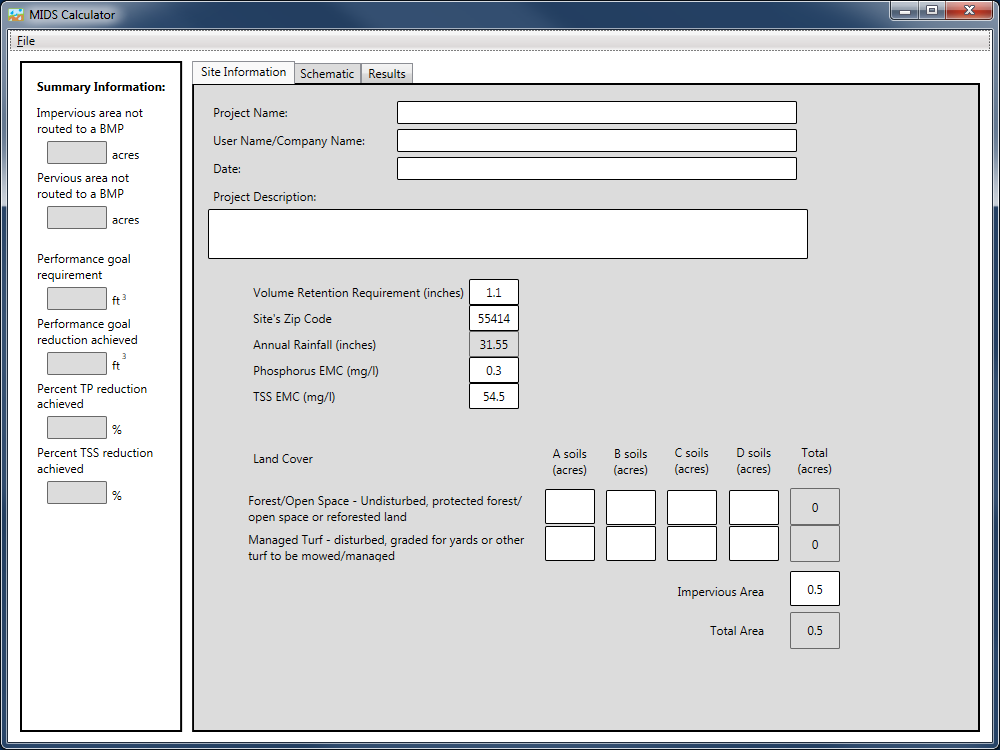 MIDS Calculator
File
Summary Information:
Impervious area not
routed to a BMP
acres
Pervious area not
routed to a BMP
acres
Performance goal
requirement
ft 3
Performance goal
reduction achieved
ft 3
Percent TP reduction
achieved
%
Percent TSS reduction
achieved
%
Site Information Schematic Results
Project Name:
User Name/Company Name:
Date:
Project Description:
Volume Retention Requirement (inches) 1.1
Site's Zip Code 55414
Annual Rainfall (inches) 31.55
Phosphorus EMC (mg/l) 0.3
TSS EMC (mg/l) 54.5
Land Cover
A soils B soils C soils D soils Total
(acres) (acres) (acres) (acres) (acres)
Forest/Open Space - Undisturbed, protected forest/
open space or reforested land
0
Managed Turf - disturbed, graded for yards or other
turf to be mowed/managed
0
Impervious Area 0.5
Total Area 0.5